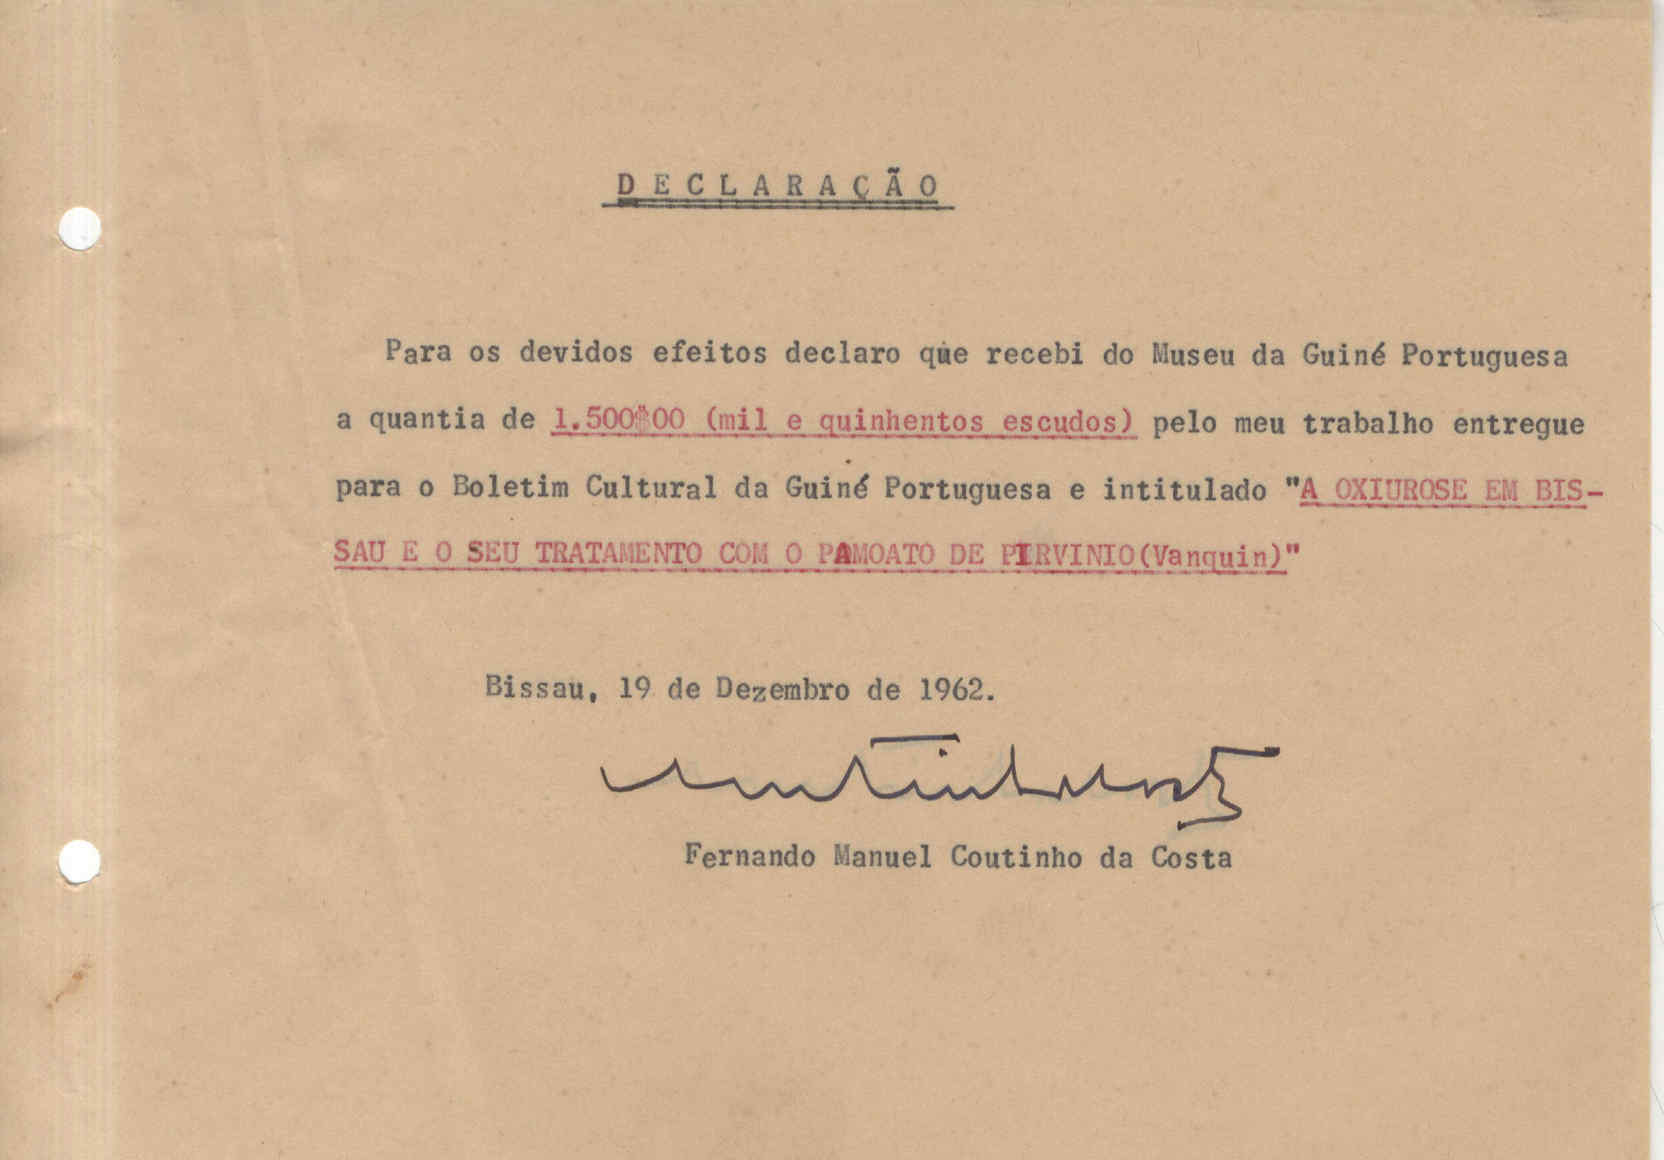 DECLARAÇÃO
Para os devidos efeitos declaro que recebi do Museu da Guiné Portuguesa
a quantia de 1.500$00 (mil e quinhentos escudos) pelo meu trabalho entregue
para o Boletim Cultural da Guiné Portuguesa e intitulado "A OXIUROSE EM BIS-
SAU E O SEU TRATAMENTO COM O PAMOATO DE PIRVINIO(Vanquin)"
Bissau, 19 de Dezembro de 1962.
Fernando Manuel Coutinho da Costa